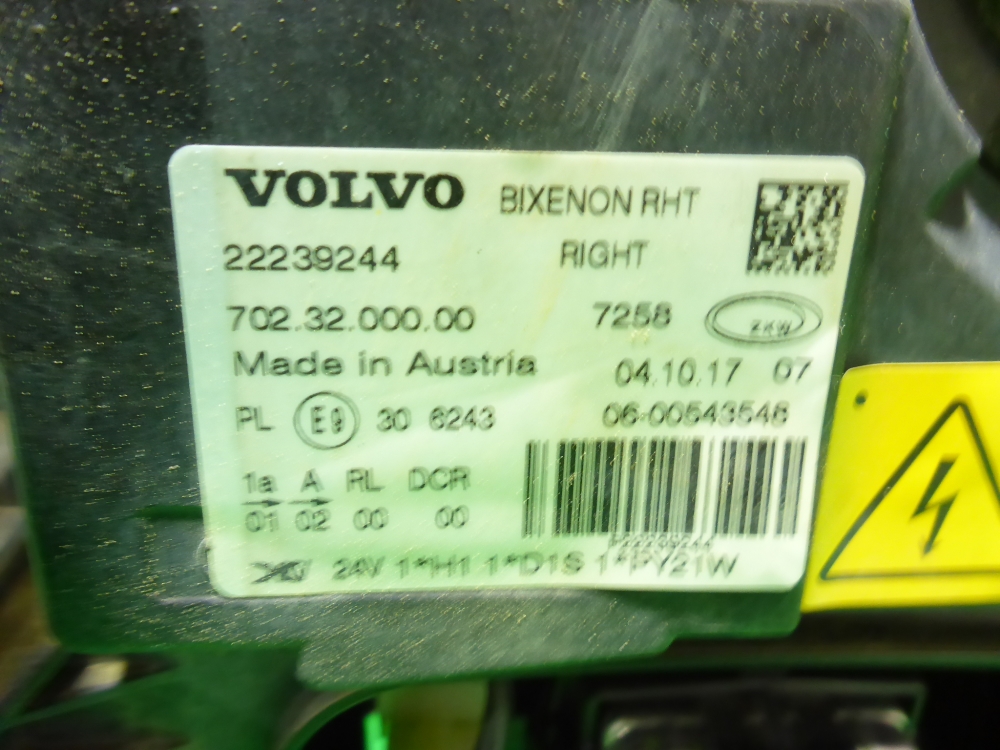 VOLVO BIXENON RHT
22239244 RIGHT
702.32.000.00 7258 ZKW
Made in Austria 04.10.17 07
PL E9 30 6243 06-00543548
1a A RL DCR
01 02 00 00
P22239244
24V 1*H1 1*D1S 1*PY21W